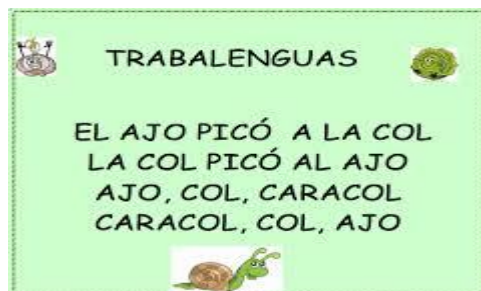 TRABALENGUAS
EL AJO PICÓ A LA COL
LA COL PICÓ AL AJO
AJO, COL, CARACOL
CARACOL, COL, AJO